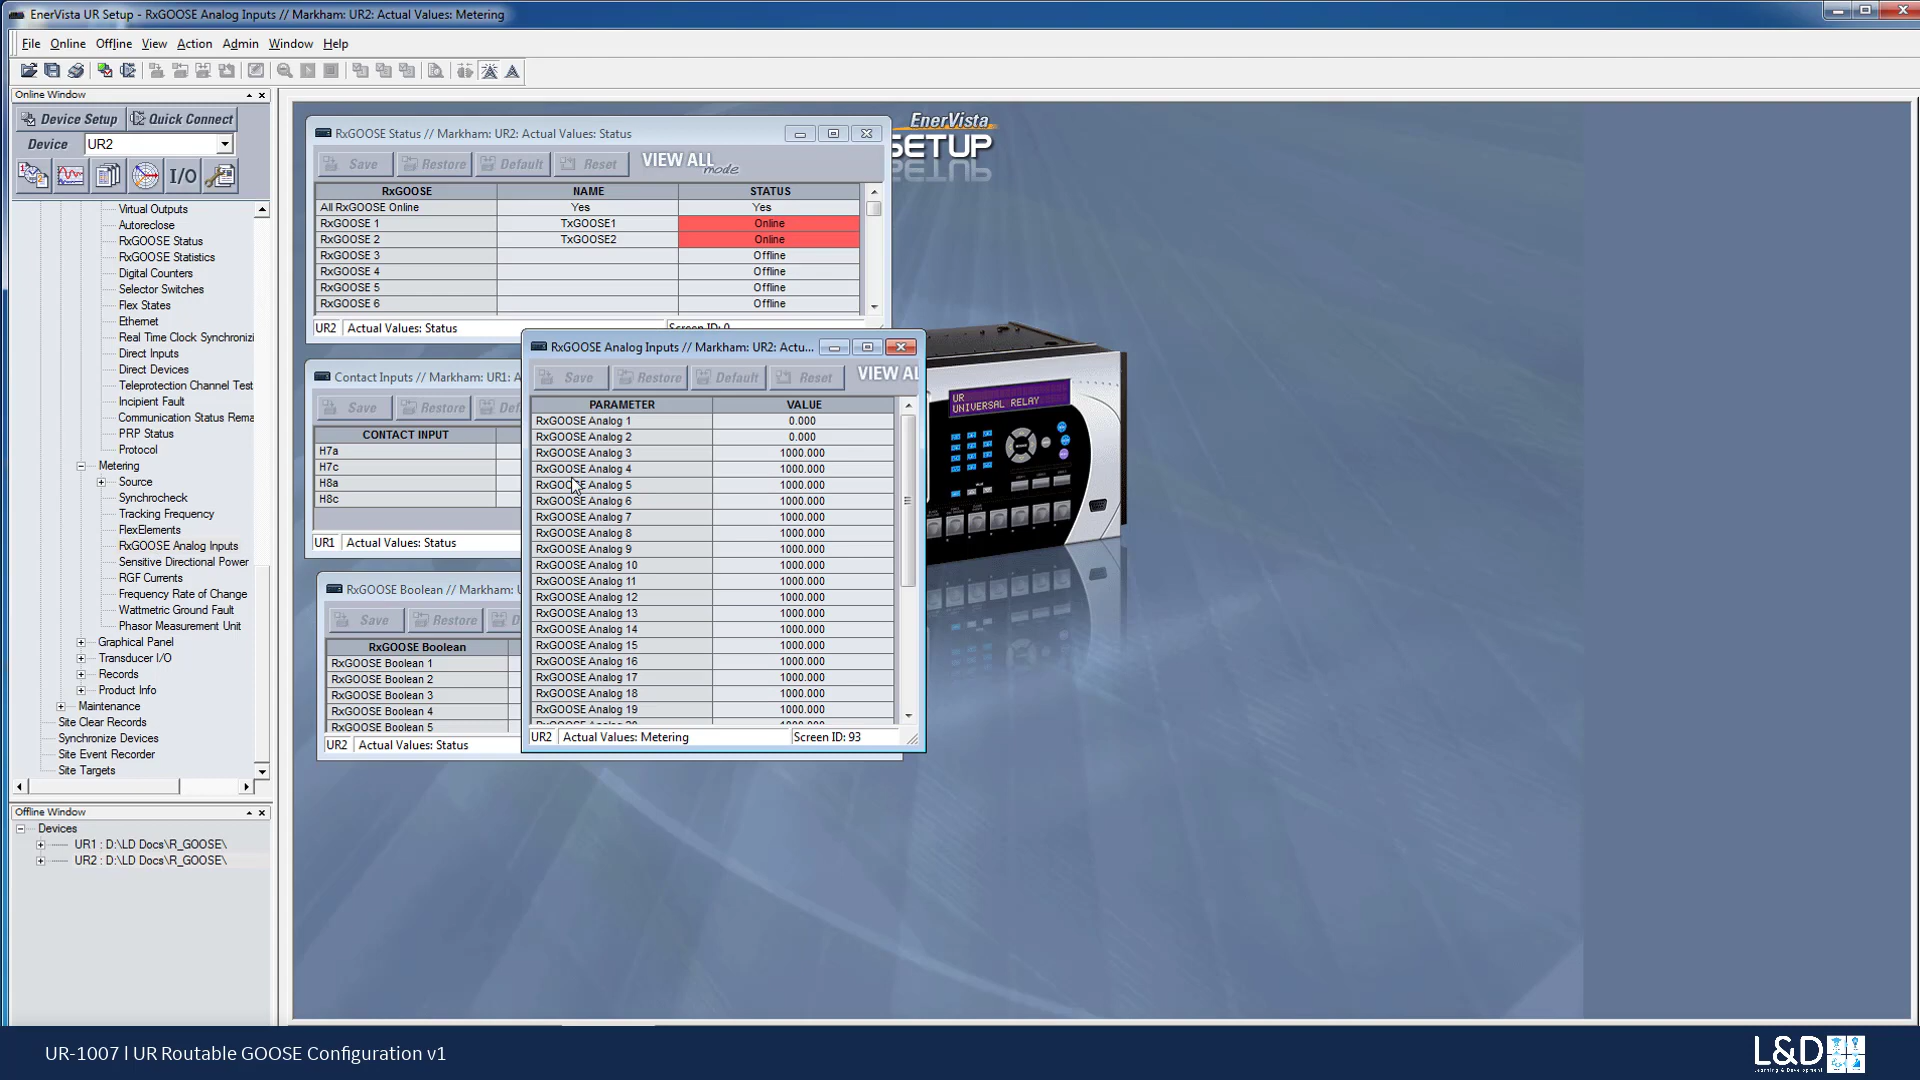 EnerVista UR Setup - RxGOOSE Analog Inputs // Markham: UR2: Actual Values: Metering
File Online Offline View Action Admin Window Help
Online Window
Device Setup Quick Connect
Device UR2
I/O
Virtual Outputs
Autoreclose
RxGOOSE Status
RxGOOSE Statistics
Digital Counters
Selector Switches
Flex States
Ethernet
Real Time Clock Synchronizi
Direct Inputs
Direct Devices
Teleprotection Channel Test
Incipient Fault
Communication Status Rema
PRP Status
Protocol
Metering
Source
Synchrocheck
Tracking Frequency
FlexElements
RxGOOSE Analog Inputs
Sensitive Directional Power
RGF Currents
Frequency Rate of Change
Wattmetric Ground Fault
Phasor Measurement Unit
Graphical Panel
Transducer I/O
Records
Product Info
Maintenance
Site Clear Records
Synchronize Devices
Site Event Recorder
Site Targets
Offline Window
Devices
UR1 : D:\LD Docs\R_GOOSE\
UR2 : D:\LD Docs\R_GOOSE\
RxGOOSE Status // Markham: UR2: Actual Values: Status
Save Restore Default Reset VIEW ALL mode
RxGOOSE NAME STATUS
All RxGOOSE Online Yes Yes
RxGOOSE 1 TxGOOSE1 Online
RxGOOSE 2 TxGOOSE2 Online
RxGOOSE 3 Offline
RxGOOSE 4 Offline
RxGOOSE 5 Offline
RxGOOSE 6 Offline
UR2 Actual Values: Status Screen ID: 0
Contact Inputs // Markham: UR1: A
Save Restore Def
CONTACT INPUT
H7a
H7c
H8a
H8c
UR1 Actual Values: Status
RxGOOSE Boolean // Markham: U
Save Restore D
RxGOOSE Boolean
RxGOOSE Boolean 1
RxGOOSE Boolean 2
RxGOOSE Boolean 3
RxGOOSE Boolean 4
RxGOOSE Boolean 5
UR2 Actual Values: Status
RxGOOSE Analog Inputs // Markham: UR2: Actu...
Save Restore Default Reset VIEW AL
PARAMETER VALUE
RxGOOSE Analog 1 0.000
RxGOOSE Analog 2 0.000
RxGOOSE Analog 3 1000.000
RxGOOSE Analog 4 1000.000
RxGOOSE Analog 5 1000.000
RxGOOSE Analog 6 1000.000
RxGOOSE Analog 7 1000.000
RxGOOSE Analog 8 1000.000
RxGOOSE Analog 9 1000.000
RxGOOSE Analog 10 1000.000
RxGOOSE Analog 11 1000.000
RxGOOSE Analog 12 1000.000
RxGOOSE Analog 13 1000.000
RxGOOSE Analog 14 1000.000
RxGOOSE Analog 15 1000.000
RxGOOSE Analog 16 1000.000
RxGOOSE Analog 17 1000.000
RxGOOSE Analog 18 1000.000
RxGOOSE Analog 19 1000.000
UR2 Actual Values: Metering Screen ID: 93
EnerVista
SETUP
UR
UNIVERSAL RELAY
UR-1007 l UR Routable GOOSE Configuration v1
L&D
Learning & Development